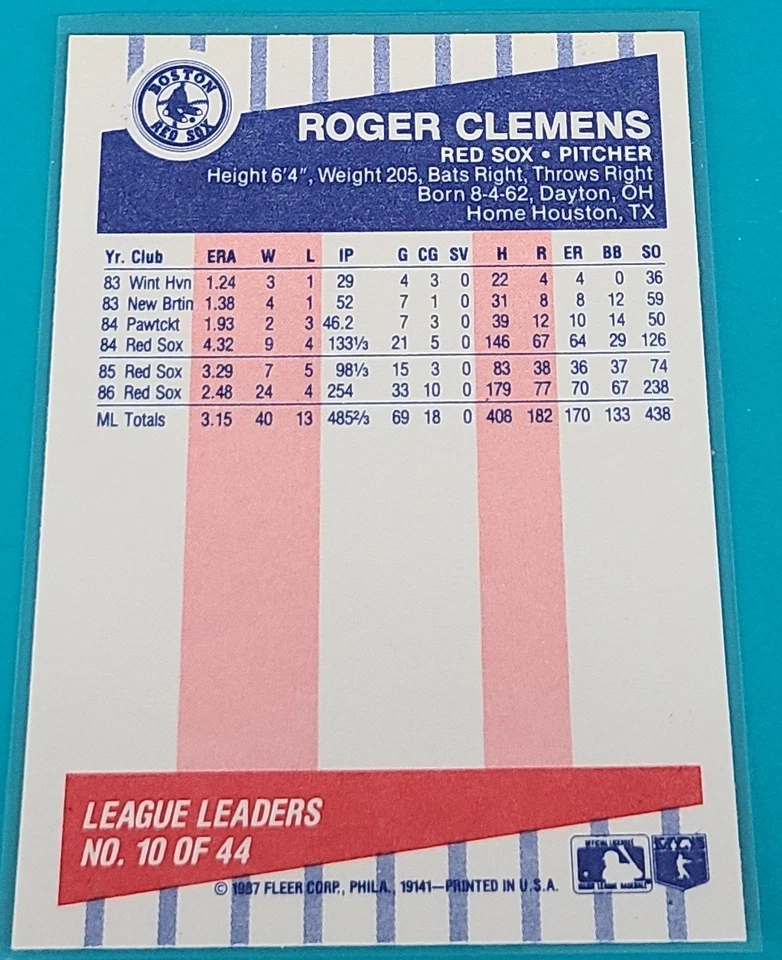 BOSTON
RED SOX
ROGER CLEMENS
RED SOX • PITCHER
Height 6'4", Weight 205, Bats Right, Throws Right
Born 8-4-62, Dayton, OH
Home Houston, TX
Yr. Club ERA W L IP G CG SV H R ER BB SO
83 Wint Hvn 1.24 3 1 29 4 3 0 22 4 4 0 36
83 New Brtin 1.38 4 1 52 7 1 0 31 8 8 12 59
84 Pawtckt 1.93 2 3 46.2 7 3 0 39 12 10 14 50
84 Red Sox 4.32 9 4 133⅓ 21 5 0 146 67 64 29 126
85 Red Sox 3.29 7 5 98⅓ 15 3 0 83 38 36 37 74
86 Red Sox 2.48 24 4 254 33 10 0 179 77 70 67 238
ML Totals 3.15 40 13 485⅔ 69 18 0 408 182 170 133 438
LEAGUE LEADERS
NO. 10 OF 44
© 1987 FLEER CORP., PHILA., 19141—PRINTED IN U.S.A.
MAJOR LEAGUE BASEBALL